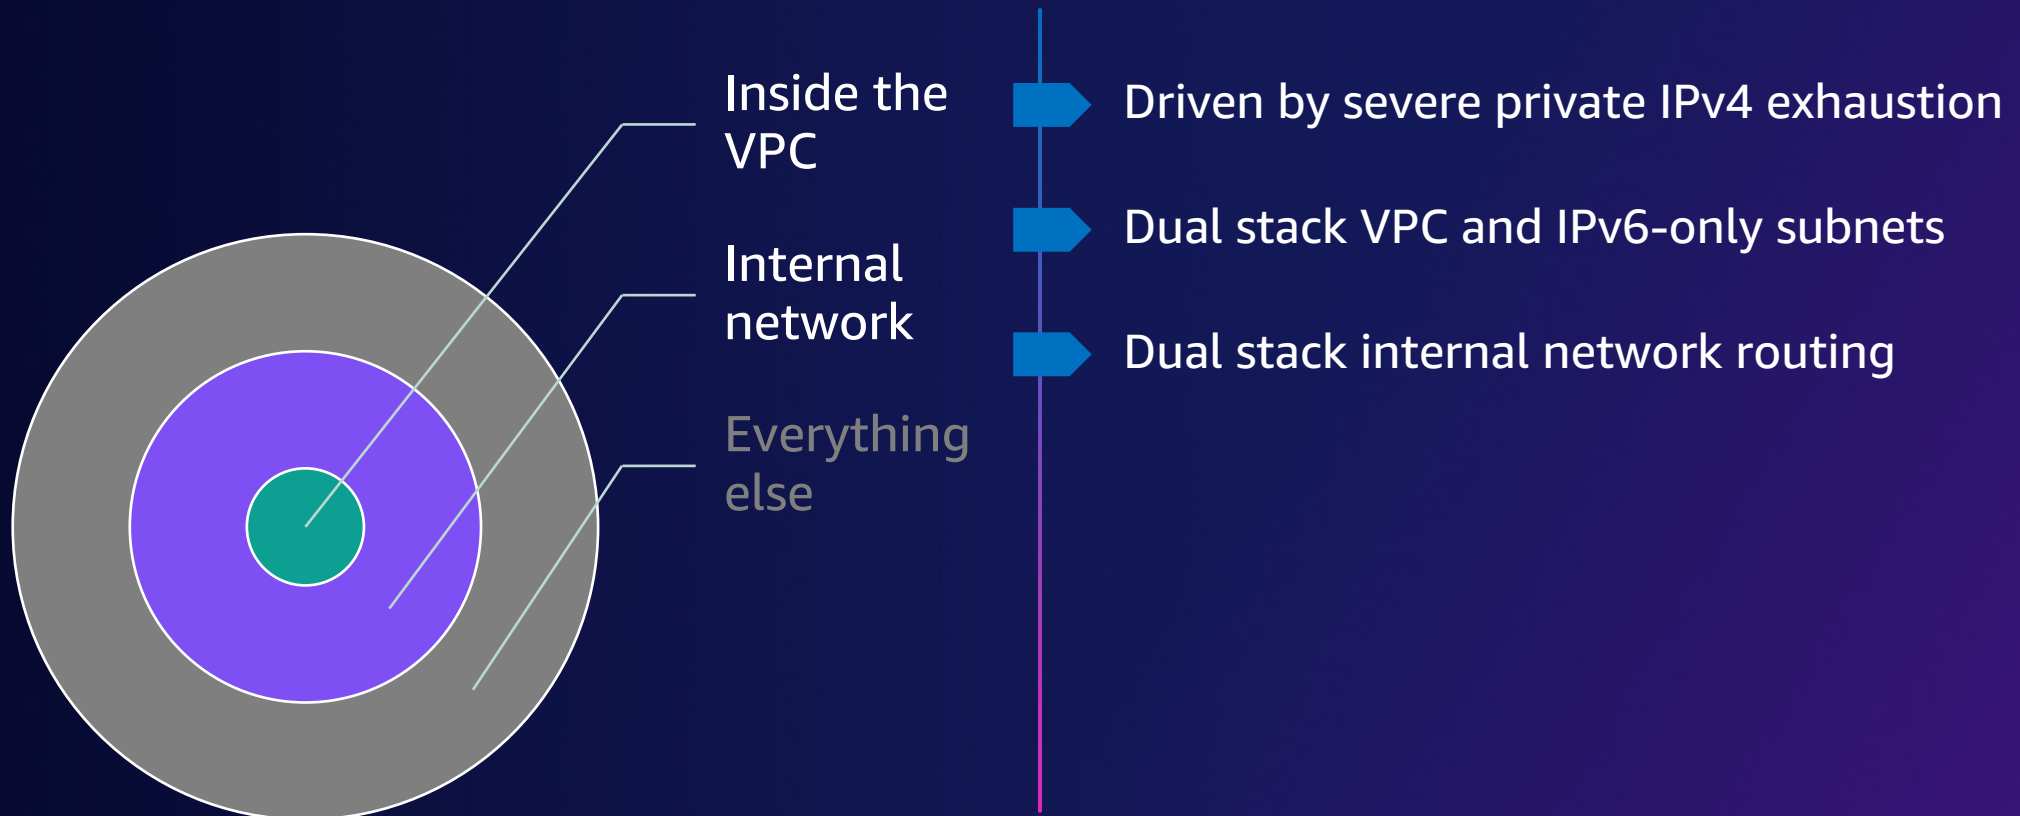 Inside the
VPC
Internal
network
Everything
else
Driven by severe private IPv4 exhaustion
Dual stack VPC and IPv6-only subnets
Dual stack internal network routing